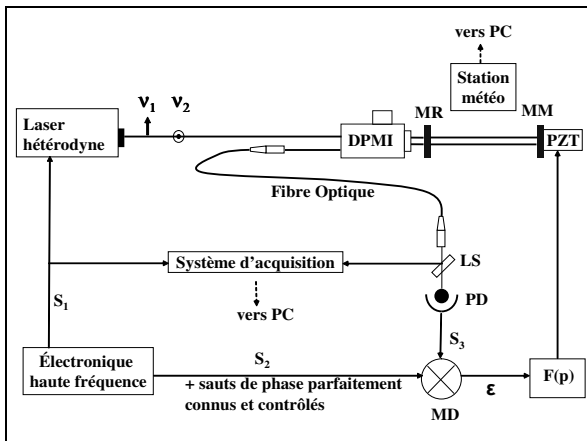 vers PC
Station
météo
ν1
ν2
MR
MM
Laser
hétérodyne
DPMI
PZT
Fibre Optique
Système d'acquisition
LS
S1
PD
vers PC
S3
Électronique
haute fréquence
S2
+ sauts de phase parfaitement
connus et contrôlés
MD
ε
F(p)